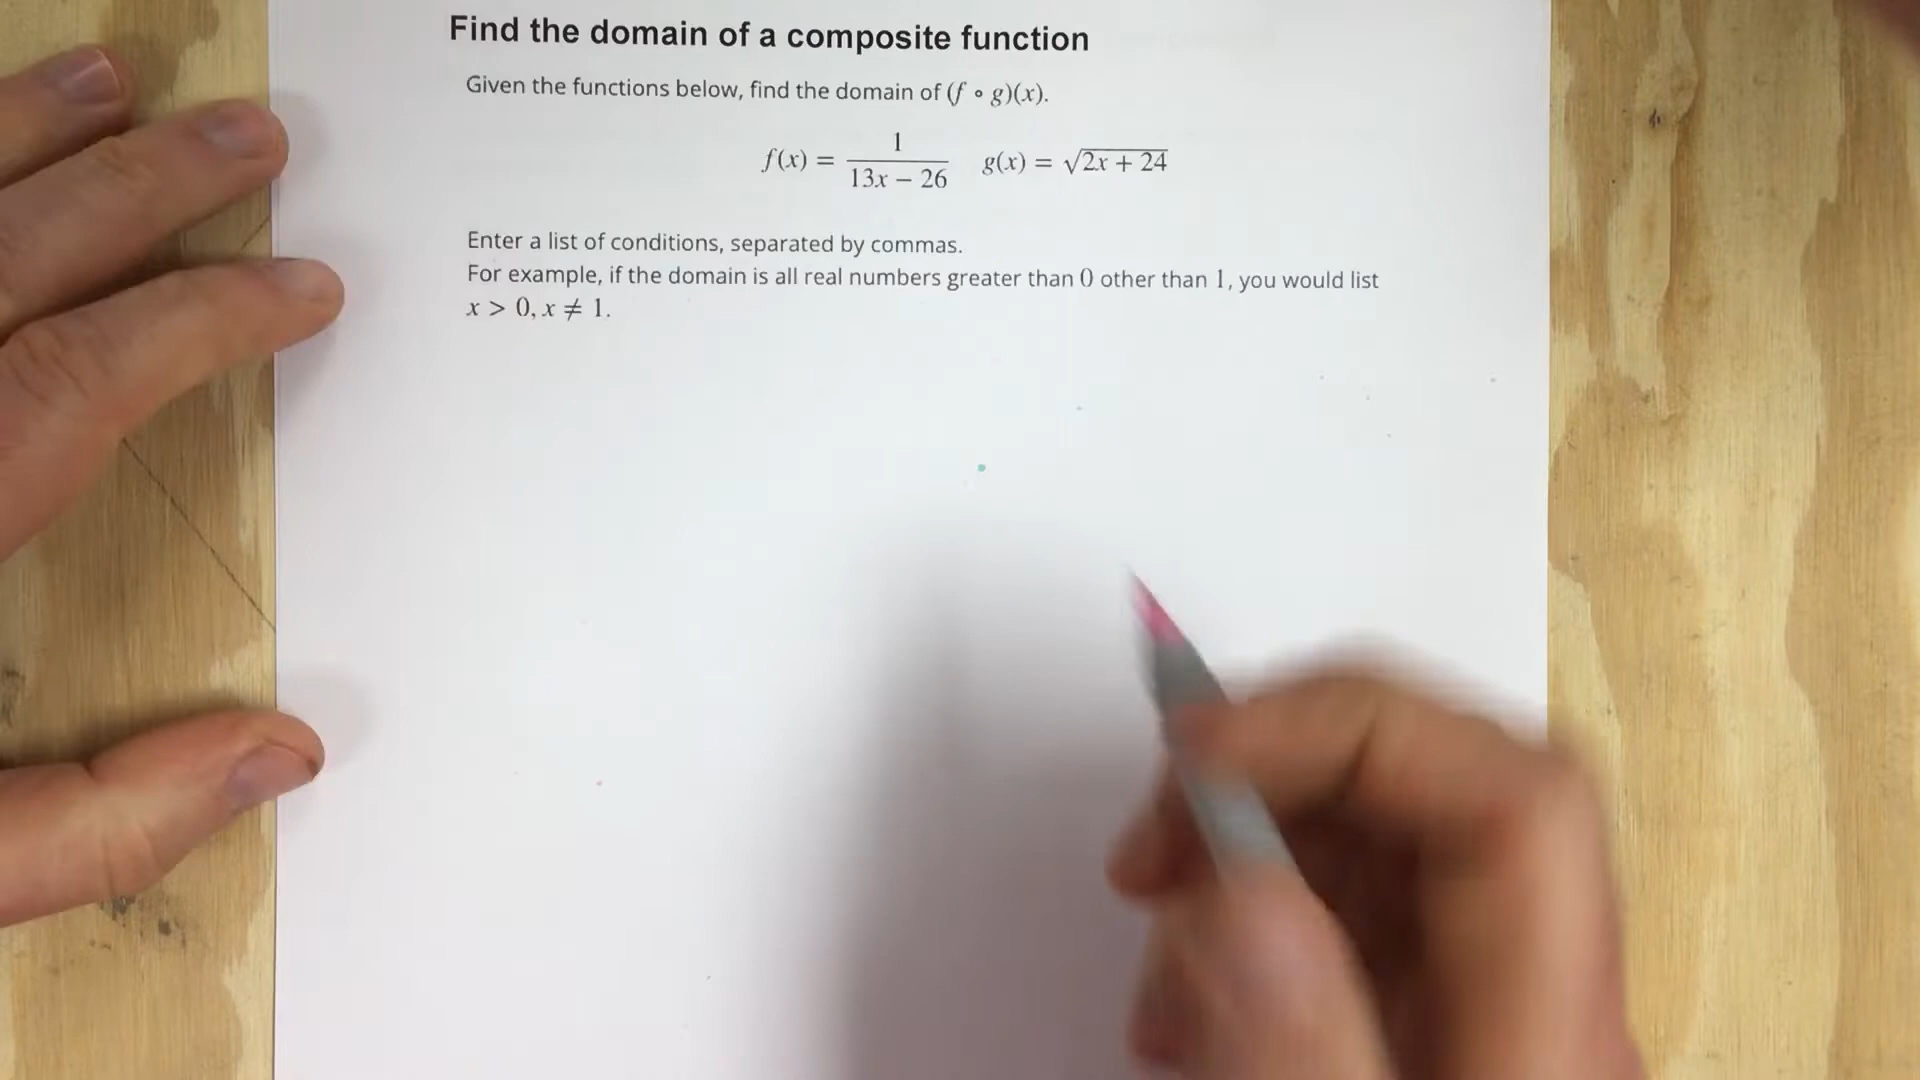 Find the domain of a composite function
Given the functions below, find the domain of (f ∘ g)(x).
f(x) = 1/(13x − 26)   g(x) = √(2x + 24)
Enter a list of conditions, separated by commas.
For example, if the domain is all real numbers greater than 0 other than 1, you would list
x > 0, x ≠ 1.